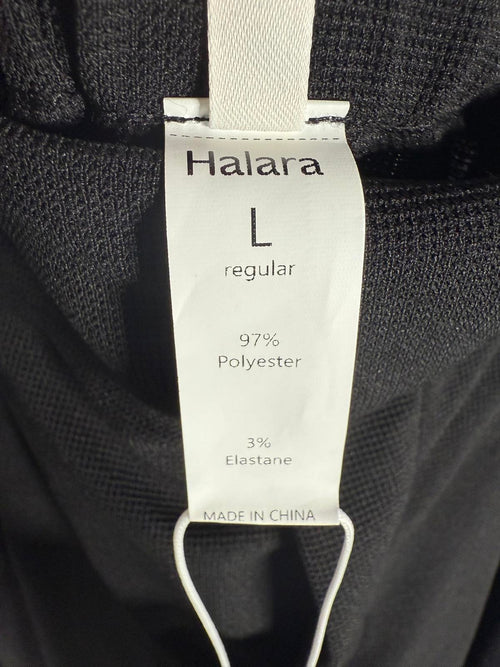 Halara
L
regular
97%
Polyester
3%
Elastane
MADE IN CHINA